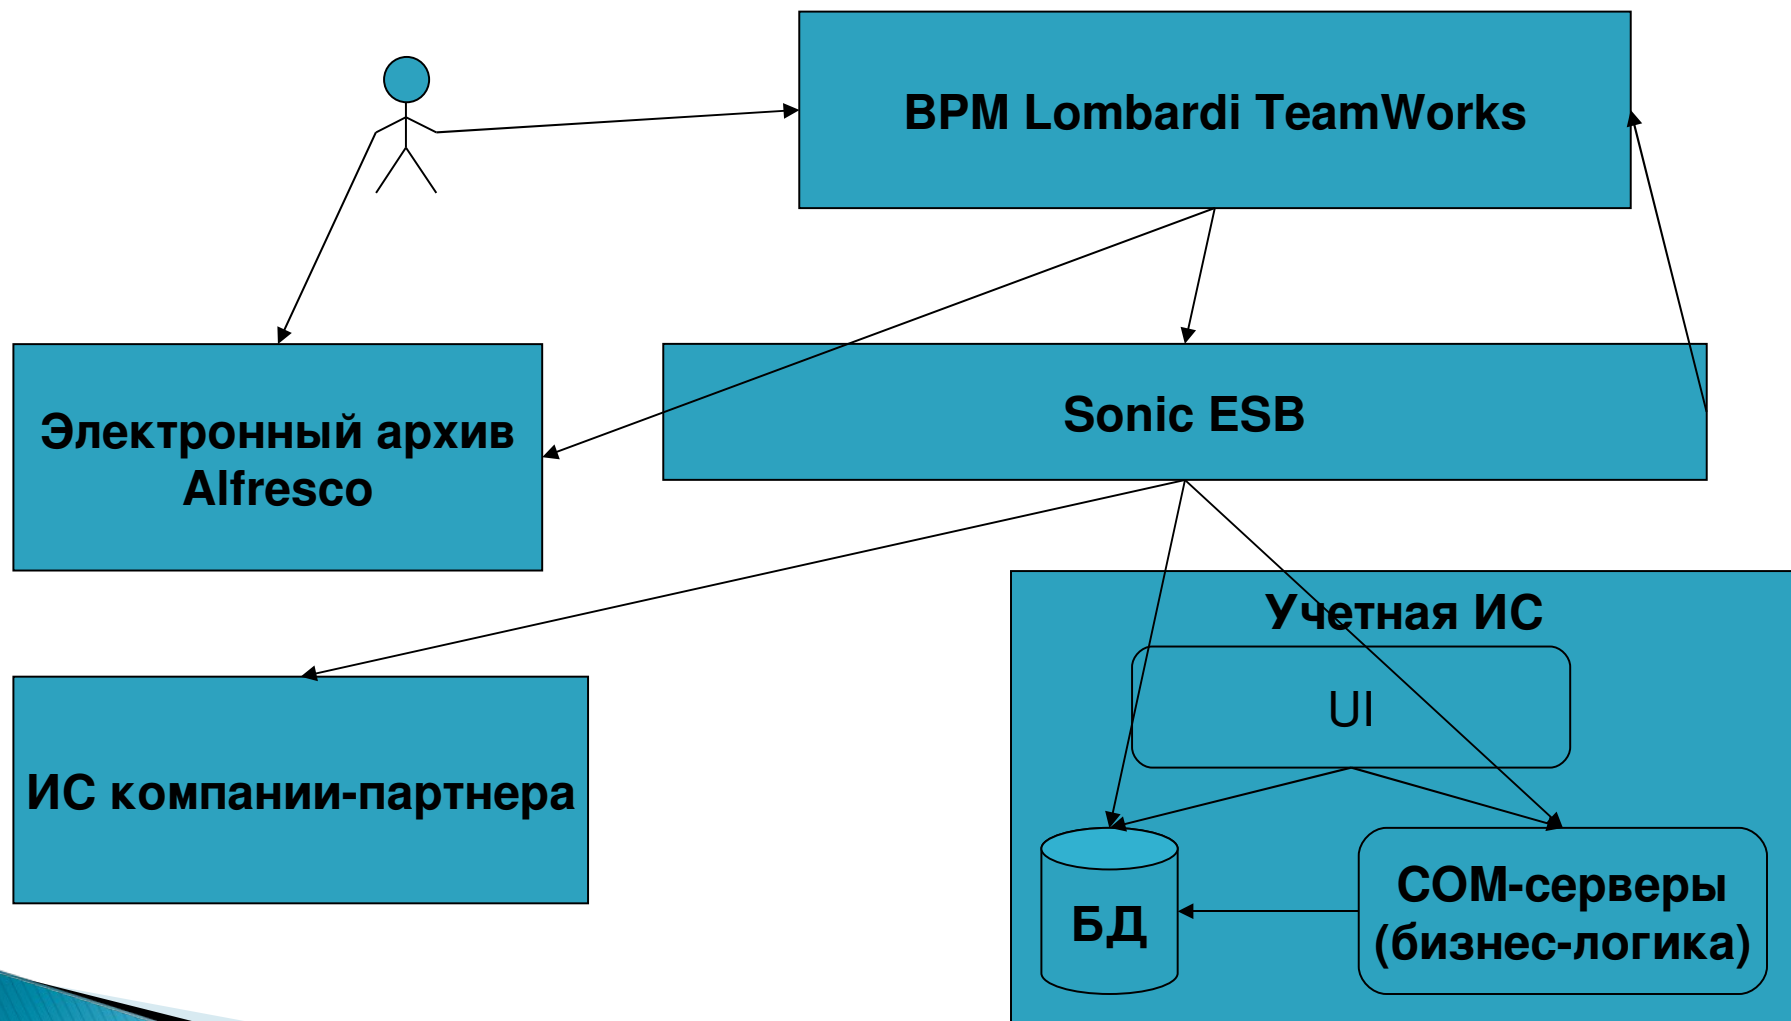 BPM Lombardi TeamWorks
Электронный архив
Alfresco
Sonic ESB
Учетная ИС
UI
ИС компании-партнера
БД
COM-серверы
(бизнес-логика)